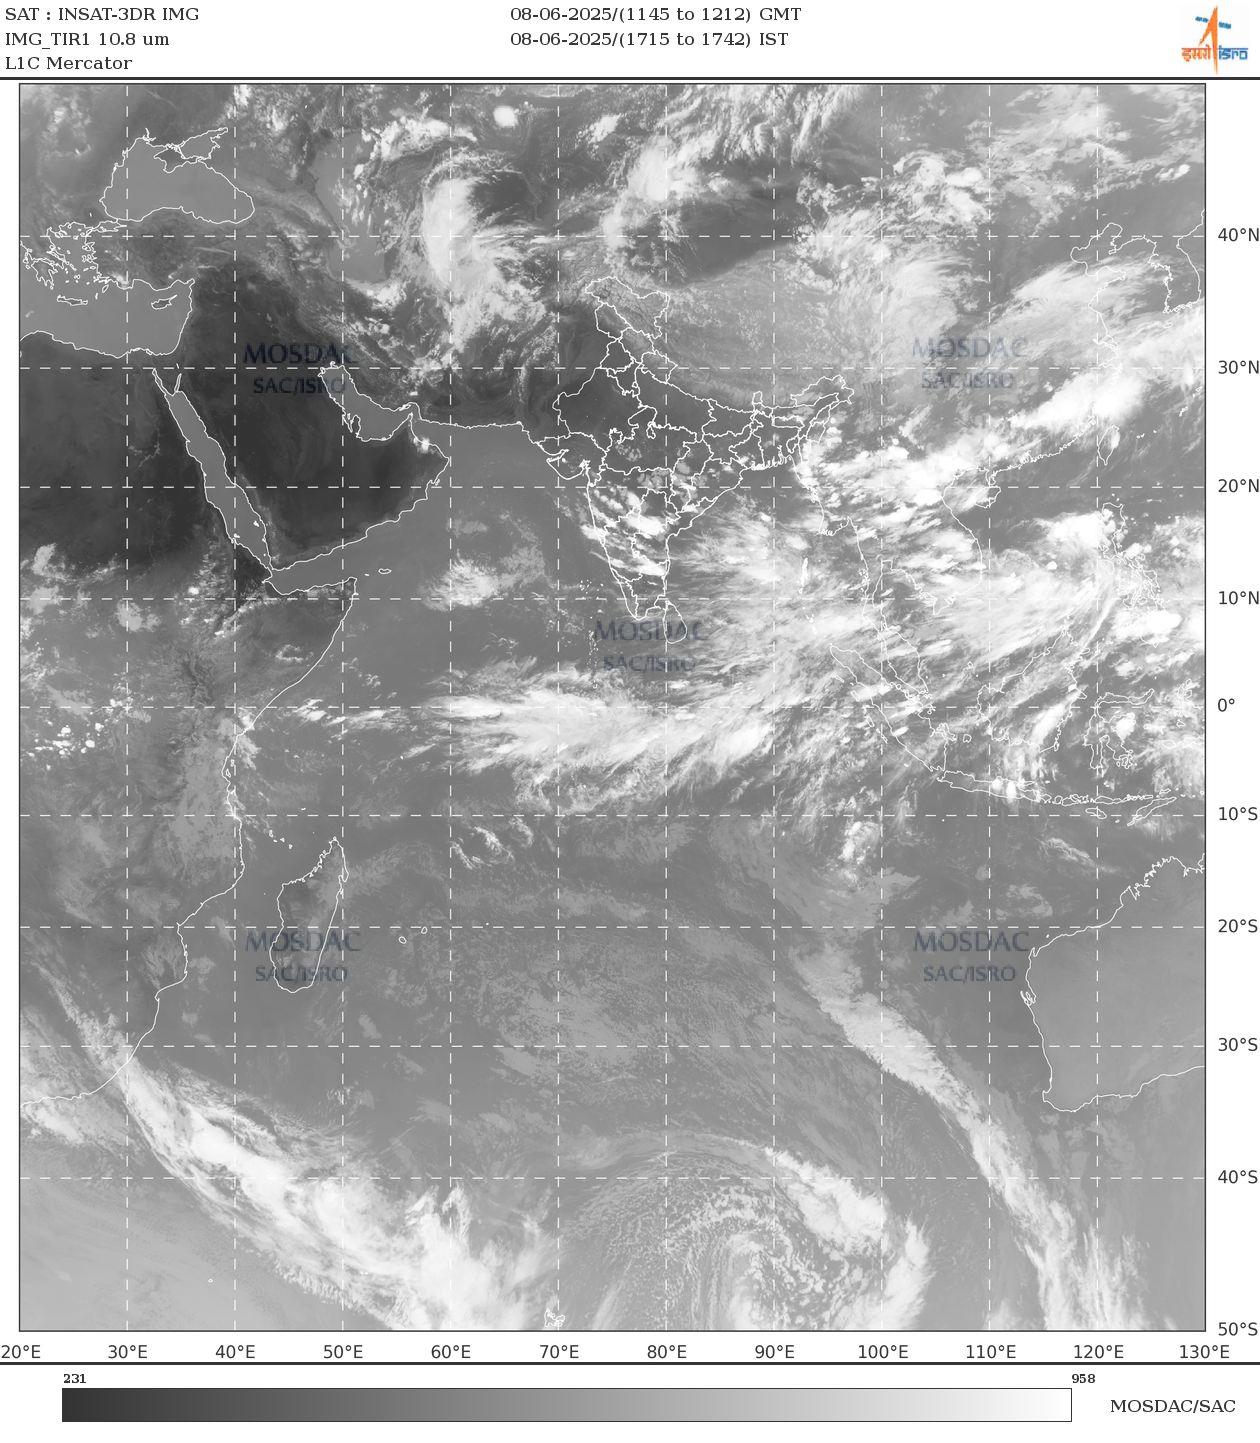 SAT : INSAT-3DR IMG
IMG_TIR1 10.8 um
L1C Mercator
08-06-2025/(1145 to 1212) GMT
08-06-2025/(1715 to 1742) IST
इसरो isro
40°N
MOSDAC
SAC/ISRO
MOSDAC
SAC/ISRO
30°N
20°N
10°N
MOSDAC
SAC/ISRO
0°
10°S
20°S
MOSDAC
SAC/ISRO
MOSDAC
SAC/ISRO
30°S
40°S
50°S
20°E 30°E 40°E 50°E 60°E 70°E 80°E 90°E 100°E 110°E 120°E 130°E
231 958
MOSDAC/SAC